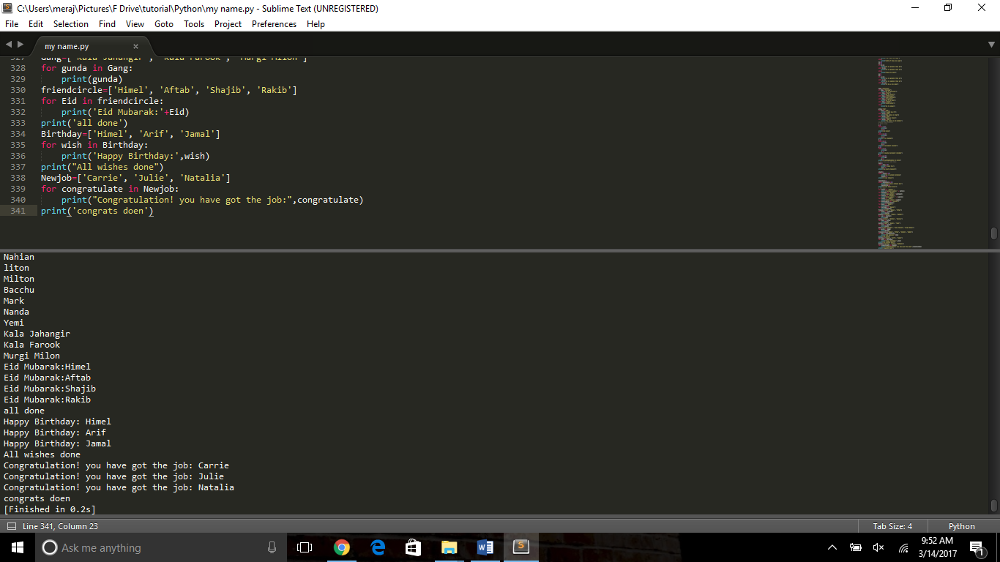 C:\Users\meraj\Pictures\F Drive\tutorial\Python\my name.py - Sublime Text (UNREGISTERED)
File Edit Selection Find View Goto Tools Project Preferences Help
my name.py
328 for gunda in Gang:
329 print(gunda)
330 friendcircle=['Himel', 'Aftab', 'Shajib', 'Rakib']
331 for Eid in friendcircle:
332 print('Eid Mubarak:'+Eid)
333 print('all done')
334 Birthday=['Himel', 'Arif', 'Jamal']
335 for wish in Birthday:
336 print('Happy Birthday:',wish)
337 print("All wishes done")
338 Newjob=['Carrie', 'Julie', 'Natalia']
339 for congratulate in Newjob:
340 print("Congratulation! you have got the job:",congratulate)
341 print('congrats doen')
Nahian
liton
Milton
Bacchu
Mark
Nanda
Yemi
Kala Jahangir
Kala Farook
Murgi Milon
Eid Mubarak:Himel
Eid Mubarak:Aftab
Eid Mubarak:Shajib
Eid Mubarak:Rakib
all done
Happy Birthday: Himel
Happy Birthday: Arif
Happy Birthday: Jamal
All wishes done
Congratulation! you have got the job: Carrie
Congratulation! you have got the job: Julie
Congratulation! you have got the job: Natalia
congrats doen
[Finished in 0.2s]
Line 341, Column 23
Tab Size: 4
Python
Ask me anything
9:52 AM
3/14/2017
1